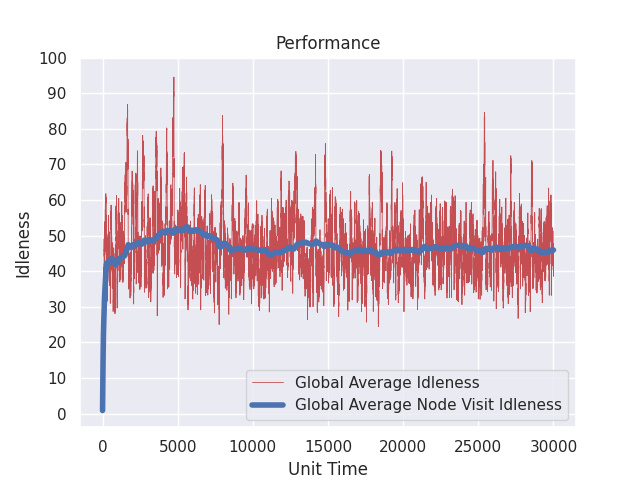 Performance
100
90
80
70
60
50
40
30
20
10
0
Idleness
0 5000 10000 15000 20000 25000 30000
Unit Time
Global Average Idleness
Global Average Node Visit Idleness